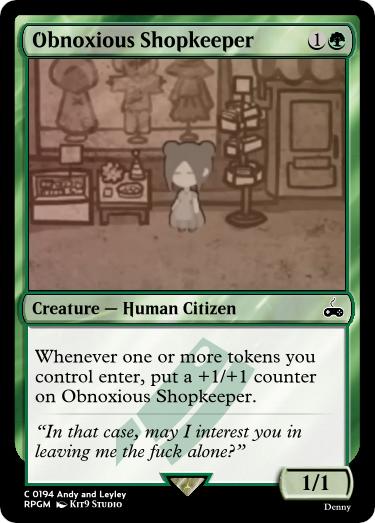 Obnoxious Shopkeeper 1
Creature — Human Citizen
Whenever one or more tokens you
control enter, put a +1/+1 counter
on Obnoxious Shopkeeper.
“In that case, may I interest you in
leaving me the fuck alone?”
1/1
C 0194 Andy and Leyley
RPGM Kit9 Studio
Denny